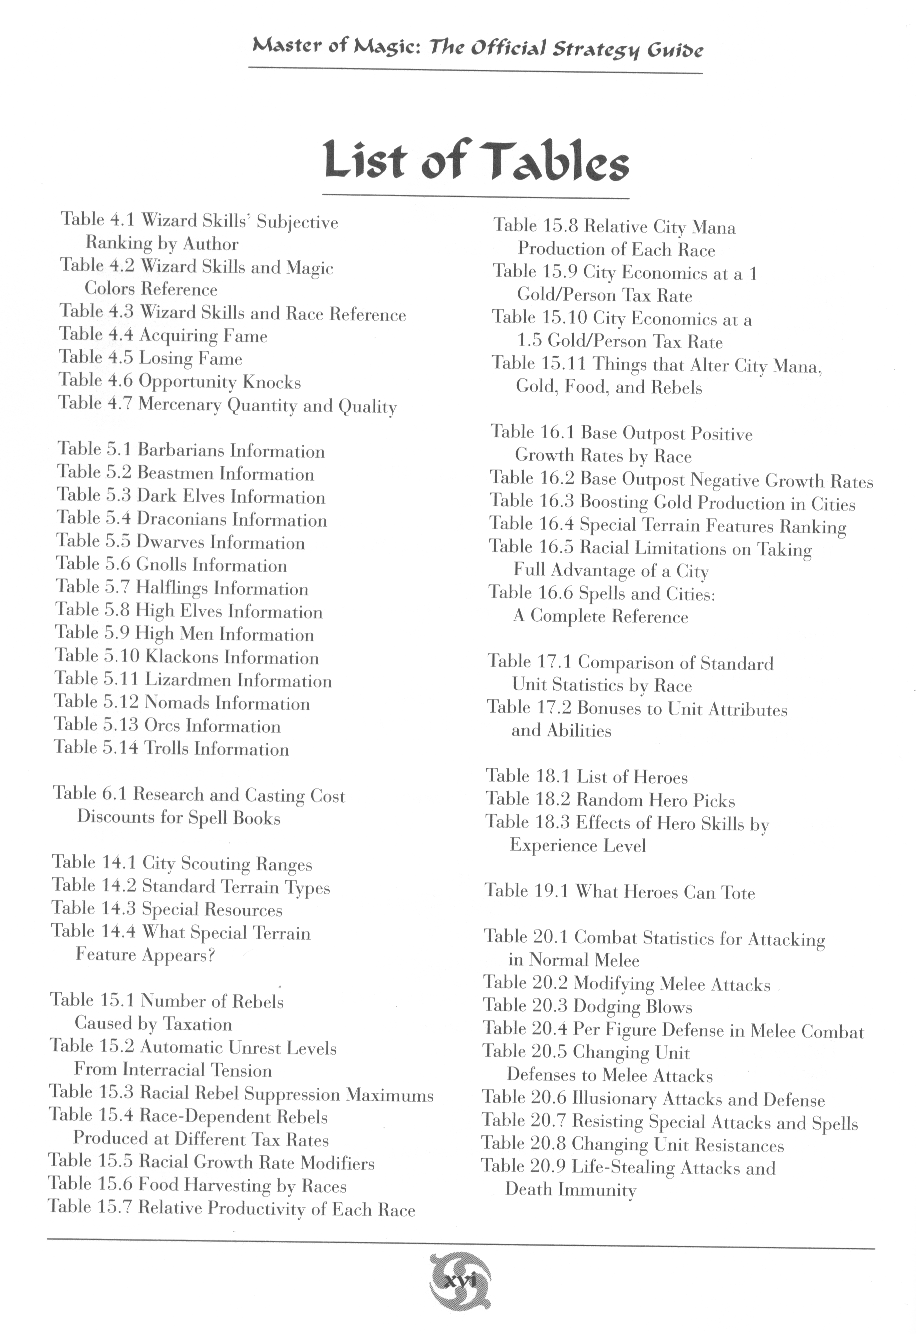 Master of Magic: The Official Strategy Guide
List of Tables
Table 4.1 Wizard Skills' Subjective
Ranking by Author
Table 4.2 Wizard Skills and Magic
Colors Reference
Table 4.3 Wizard Skills and Race Reference
Table 4.4 Acquiring Fame
Table 4.5 Losing Fame
Table 4.6 Opportunity Knocks
Table 4.7 Mercenary Quantity and Quality
Table 5.1 Barbarians Information
Table 5.2 Beastmen Information
Table 5.3 Dark Elves Information
Table 5.4 Draconians Information
Table 5.5 Dwarves Information
Table 5.6 Gnolls Information
Table 5.7 Halflings Information
Table 5.8 High Elves Information
Table 5.9 High Men Information
Table 5.10 Klackons Information
Table 5.11 Lizardmen Information
Table 5.12 Nomads Information
Table 5.13 Orcs Information
Table 5.14 Trolls Information
Table 6.1 Research and Casting Cost
Discounts for Spell Books
Table 14.1 City Scouting Ranges
Table 14.2 Standard Terrain Types
Table 14.3 Special Resources
Table 14.4 What Special Terrain
Feature Appears?
Table 15.1 Number of Rebels
Caused by Taxation
Table 15.2 Automatic Unrest Levels
From Interracial Tension
Table 15.3 Racial Rebel Suppression Maximums
Table 15.4 Race-Dependent Rebels
Produced at Different Tax Rates
Table 15.5 Racial Growth Rate Modifiers
Table 15.6 Food Harvesting by Races
Table 15.7 Relative Productivity of Each Race
Table 15.8 Relative City Mana
Production of Each Race
Table 15.9 City Economics at a 1
Gold/Person Tax Rate
Table 15.10 City Economics at a
1.5 Gold/Person Tax Rate
Table 15.11 Things that Alter City Mana,
Gold, Food, and Rebels
Table 16.1 Base Outpost Positive
Growth Rates by Race
Table 16.2 Base Outpost Negative Growth Rates
Table 16.3 Boosting Gold Production in Cities
Table 16.4 Special Terrain Features Ranking
Table 16.5 Racial Limitations on Taking
Full Advantage of a City
Table 16.6 Spells and Cities:
A Complete Reference
Table 17.1 Comparison of Standard
Unit Statistics by Race
Table 17.2 Bonuses to Unit Attributes
and Abilities
Table 18.1 List of Heroes
Table 18.2 Random Hero Picks
Table 18.3 Effects of Hero Skills by
Experience Level
Table 19.1 What Heroes Can Tote
Table 20.1 Combat Statistics for Attacking
in Normal Melee
Table 20.2 Modifying Melee Attacks
Table 20.3 Dodging Blows
Table 20.4 Per Figure Defense in Melee Combat
Table 20.5 Changing Unit
Defenses to Melee Attacks
Table 20.6 Illusionary Attacks and Defense
Table 20.7 Resisting Special Attacks and Spells
Table 20.8 Changing Unit Resistances
Table 20.9 Life-Stealing Attacks and
Death Immunity
xvi